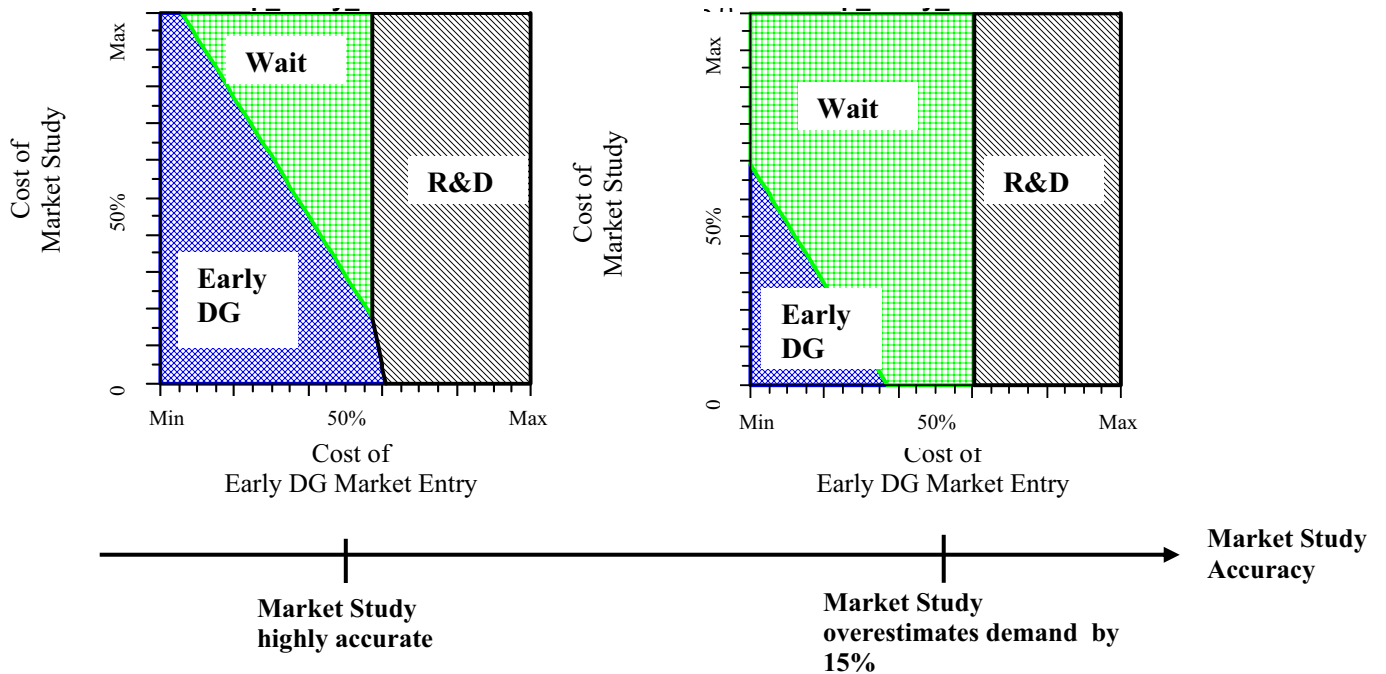 Max
Wait
Cost of
Market Study
R&D
50%
Early
DG
0
Min
50%
Max
Cost of
Early DG Market Entry
Max
Wait
Cost of
Market Study
R&D
50%
Early
DG
0
Min
50%
Max
Cost of
Early DG Market Entry
Market Study
Accuracy
Market Study
highly accurate
Market Study
overestimates demand by
15%